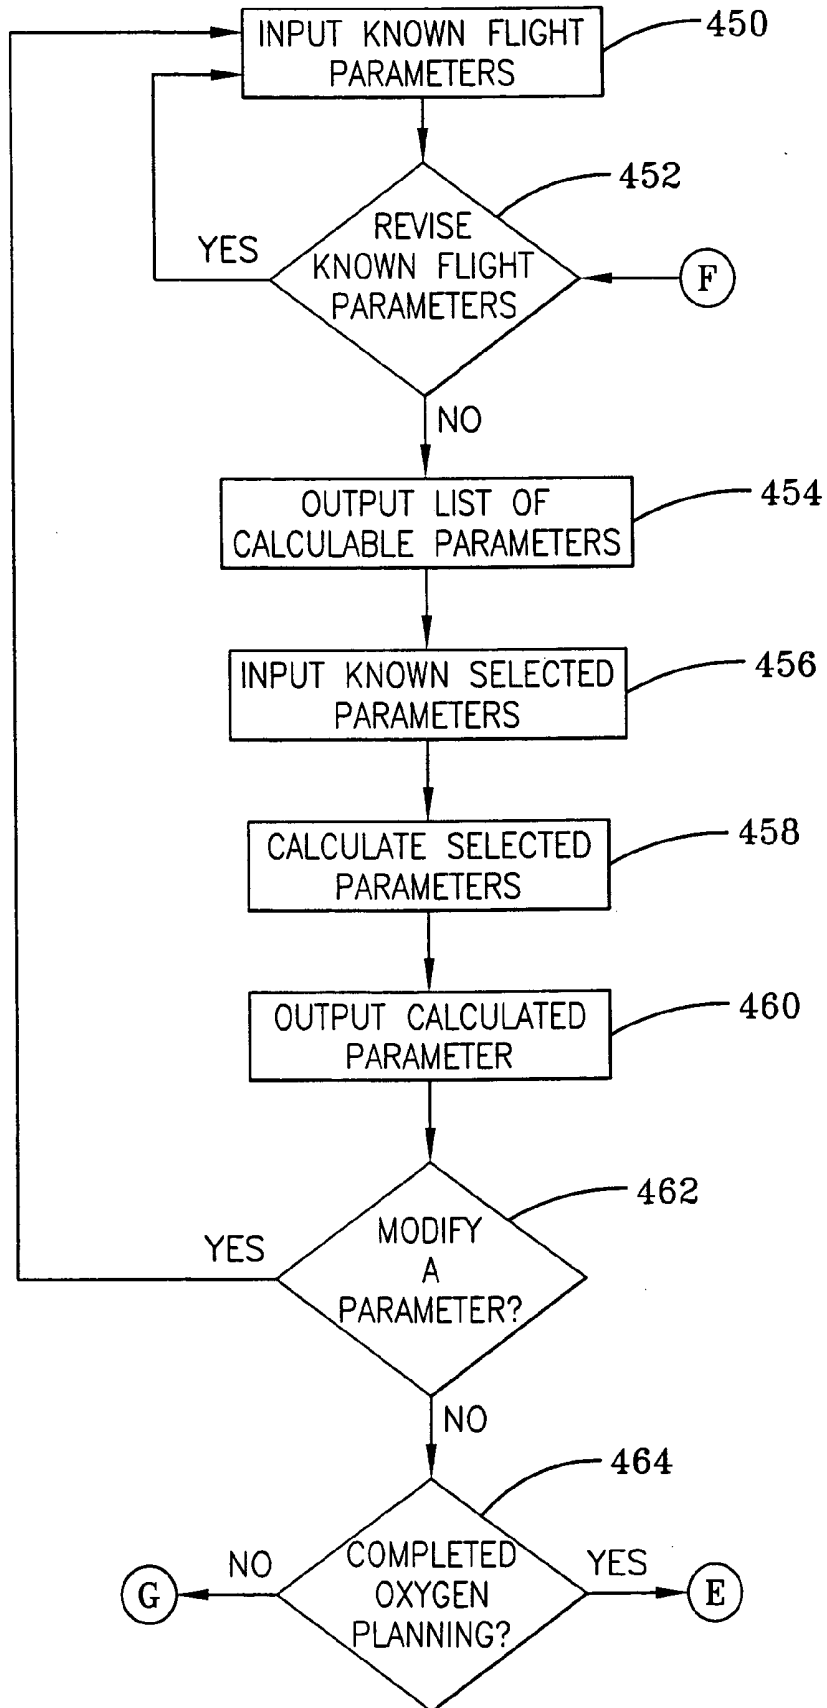 INPUT KNOWN FLIGHT
PARAMETERS
450
452
REVISE
KNOWN FLIGHT
PARAMETERS
YES
F
NO
OUTPUT LIST OF
CALCULABLE PARAMETERS
454
INPUT KNOWN SELECTED
PARAMETERS
456
CALCULATE SELECTED
PARAMETERS
458
OUTPUT CALCULATED
PARAMETER
460
462
MODIFY
A
PARAMETER?
YES
NO
464
COMPLETED
OXYGEN
PLANNING?
NO
G
YES
E